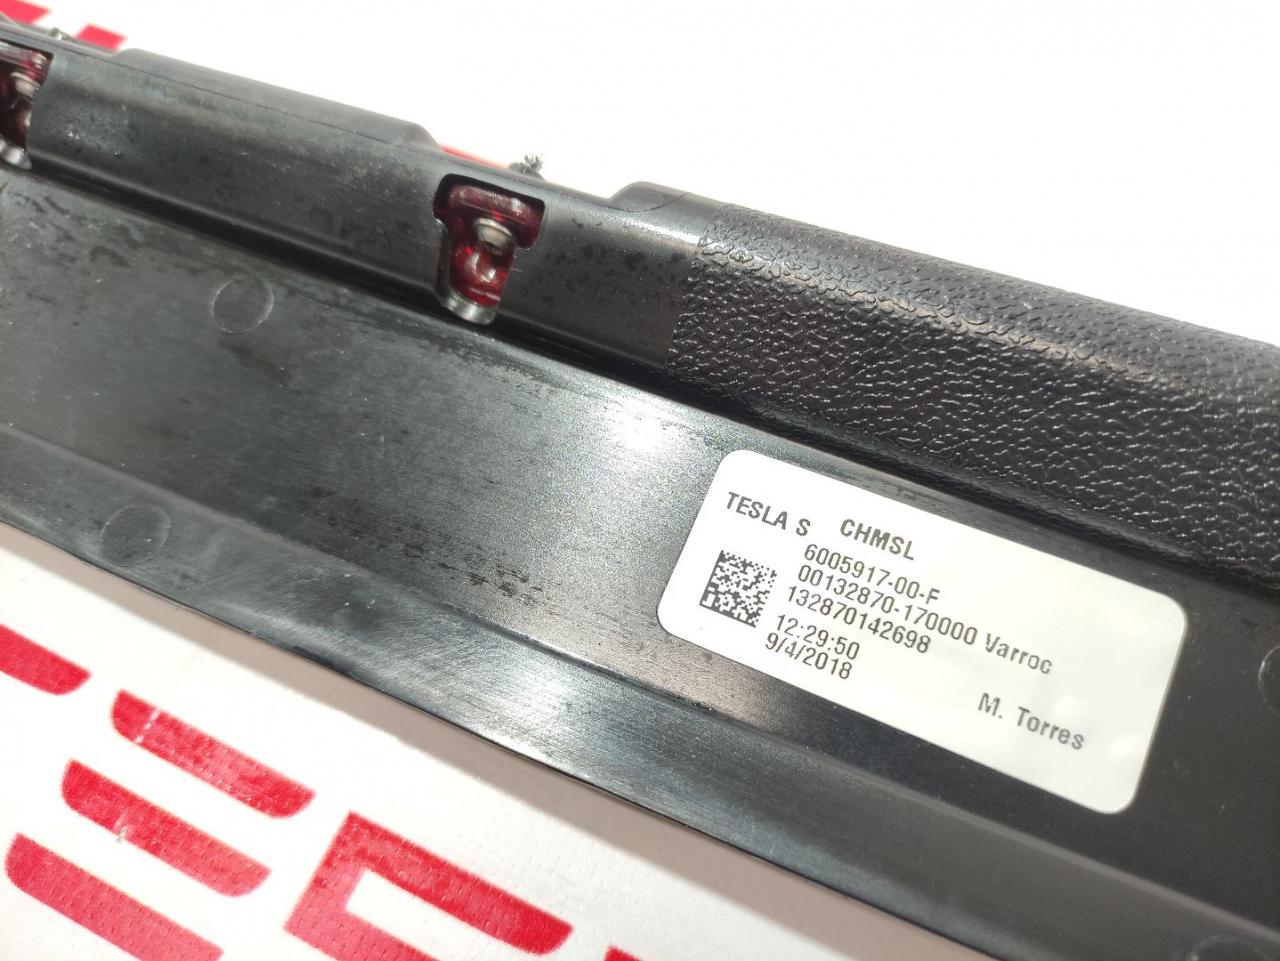 TESLA S CHMSL
6005917-00-F
00132870-170000 Varroc
132870142698
12:29:50
9/4/2018
M. Torres